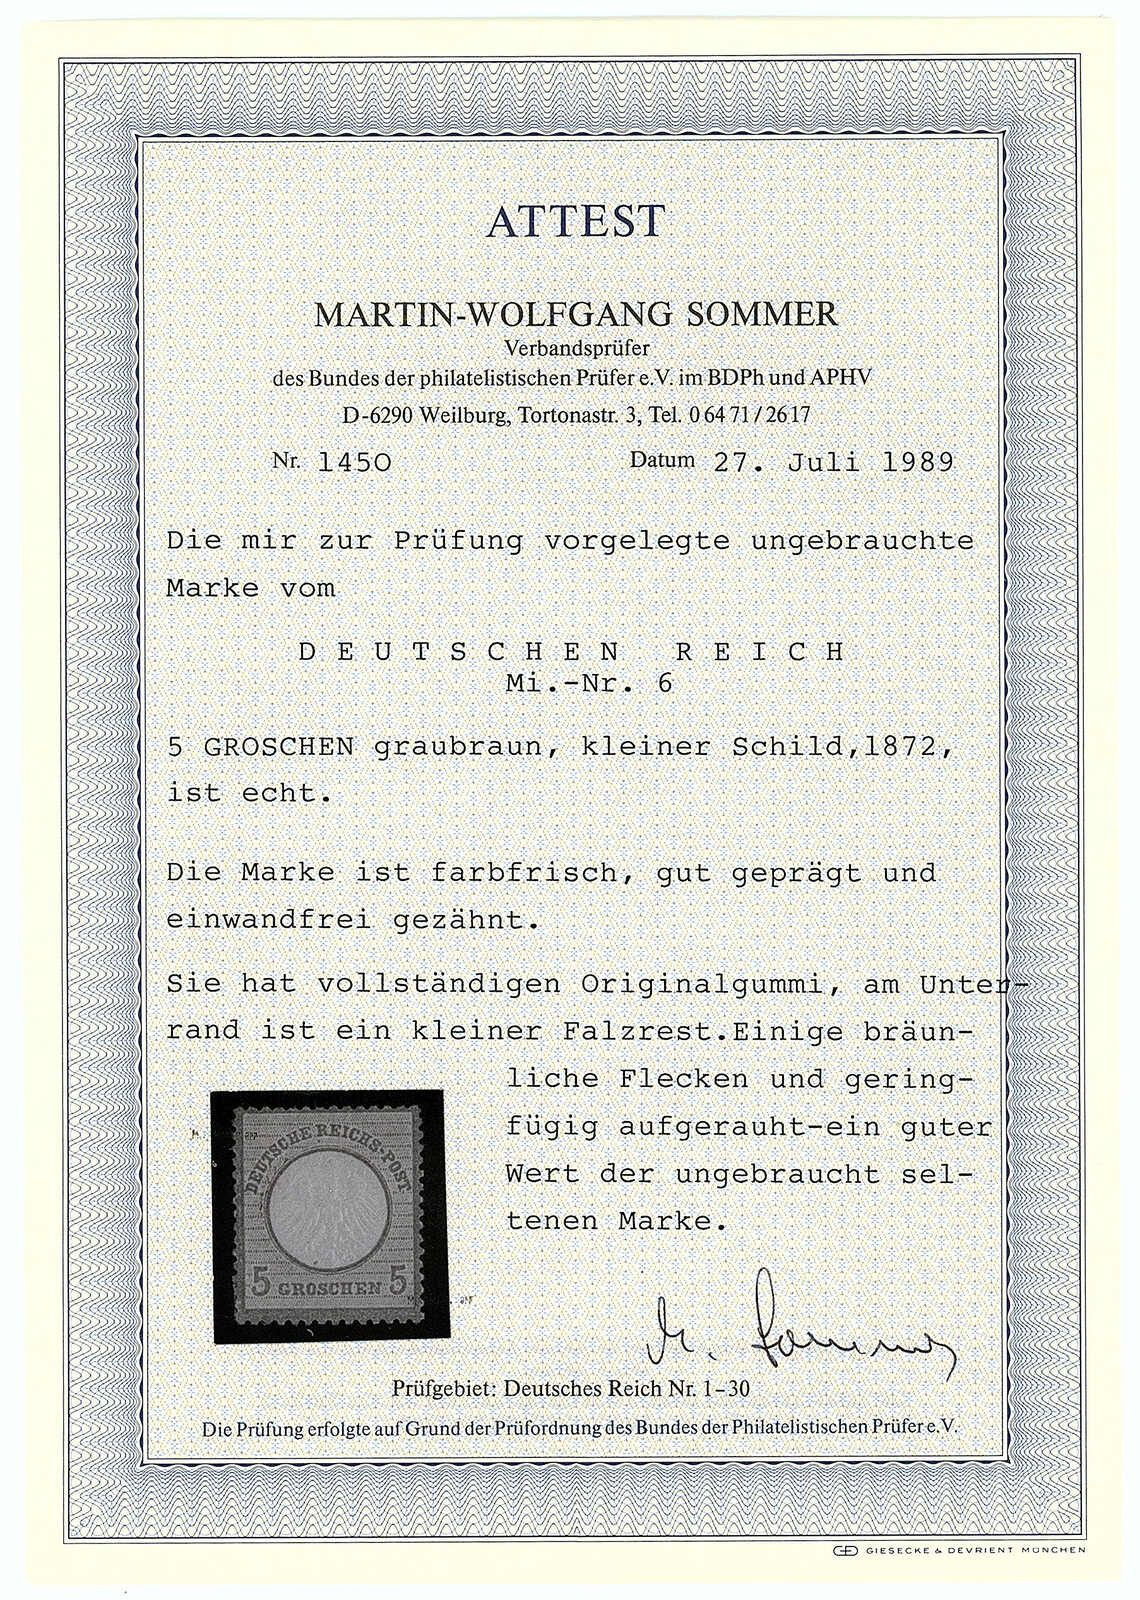 ATTEST
MARTIN-WOLFGANG SOMMER
Verbandsprüfer
des Bundes der philatelistischen Prüfer e.V. im BDPh und APHV
D-6290 Weilburg, Tortonastr. 3, Tel. 0 64 71 / 26 17
Nr. 1450 Datum 27. Juli 1989
Die mir zur Prüfung vorgelegte ungebrauchte
Marke vom
D E U T S C H E N R E I C H
Mi.-Nr. 6
5 GROSCHEN graubraun, kleiner Schild,1872,
ist echt.
Die Marke ist farbfrisch, gut geprägt und
einwandfrei gezähnt.
Sie hat vollständigen Originalgummi, am Unter-
rand ist ein kleiner Falzrest.Einige bräun-
liche Flecken und gering-
fügig aufgerauht-ein guter
Wert der ungebraucht sel-
tenen Marke.
DEUTSCHE REICHS-POST
5 GROSCHEN 5
M. Sommer
Prüfgebiet: Deutsches Reich Nr. 1-30
Die Prüfung erfolgte auf Grund der Prüfordnung des Bundes der Philatelistischen Prüfer e.V.
GIESECKE & DEVRIENT MÜNCHEN